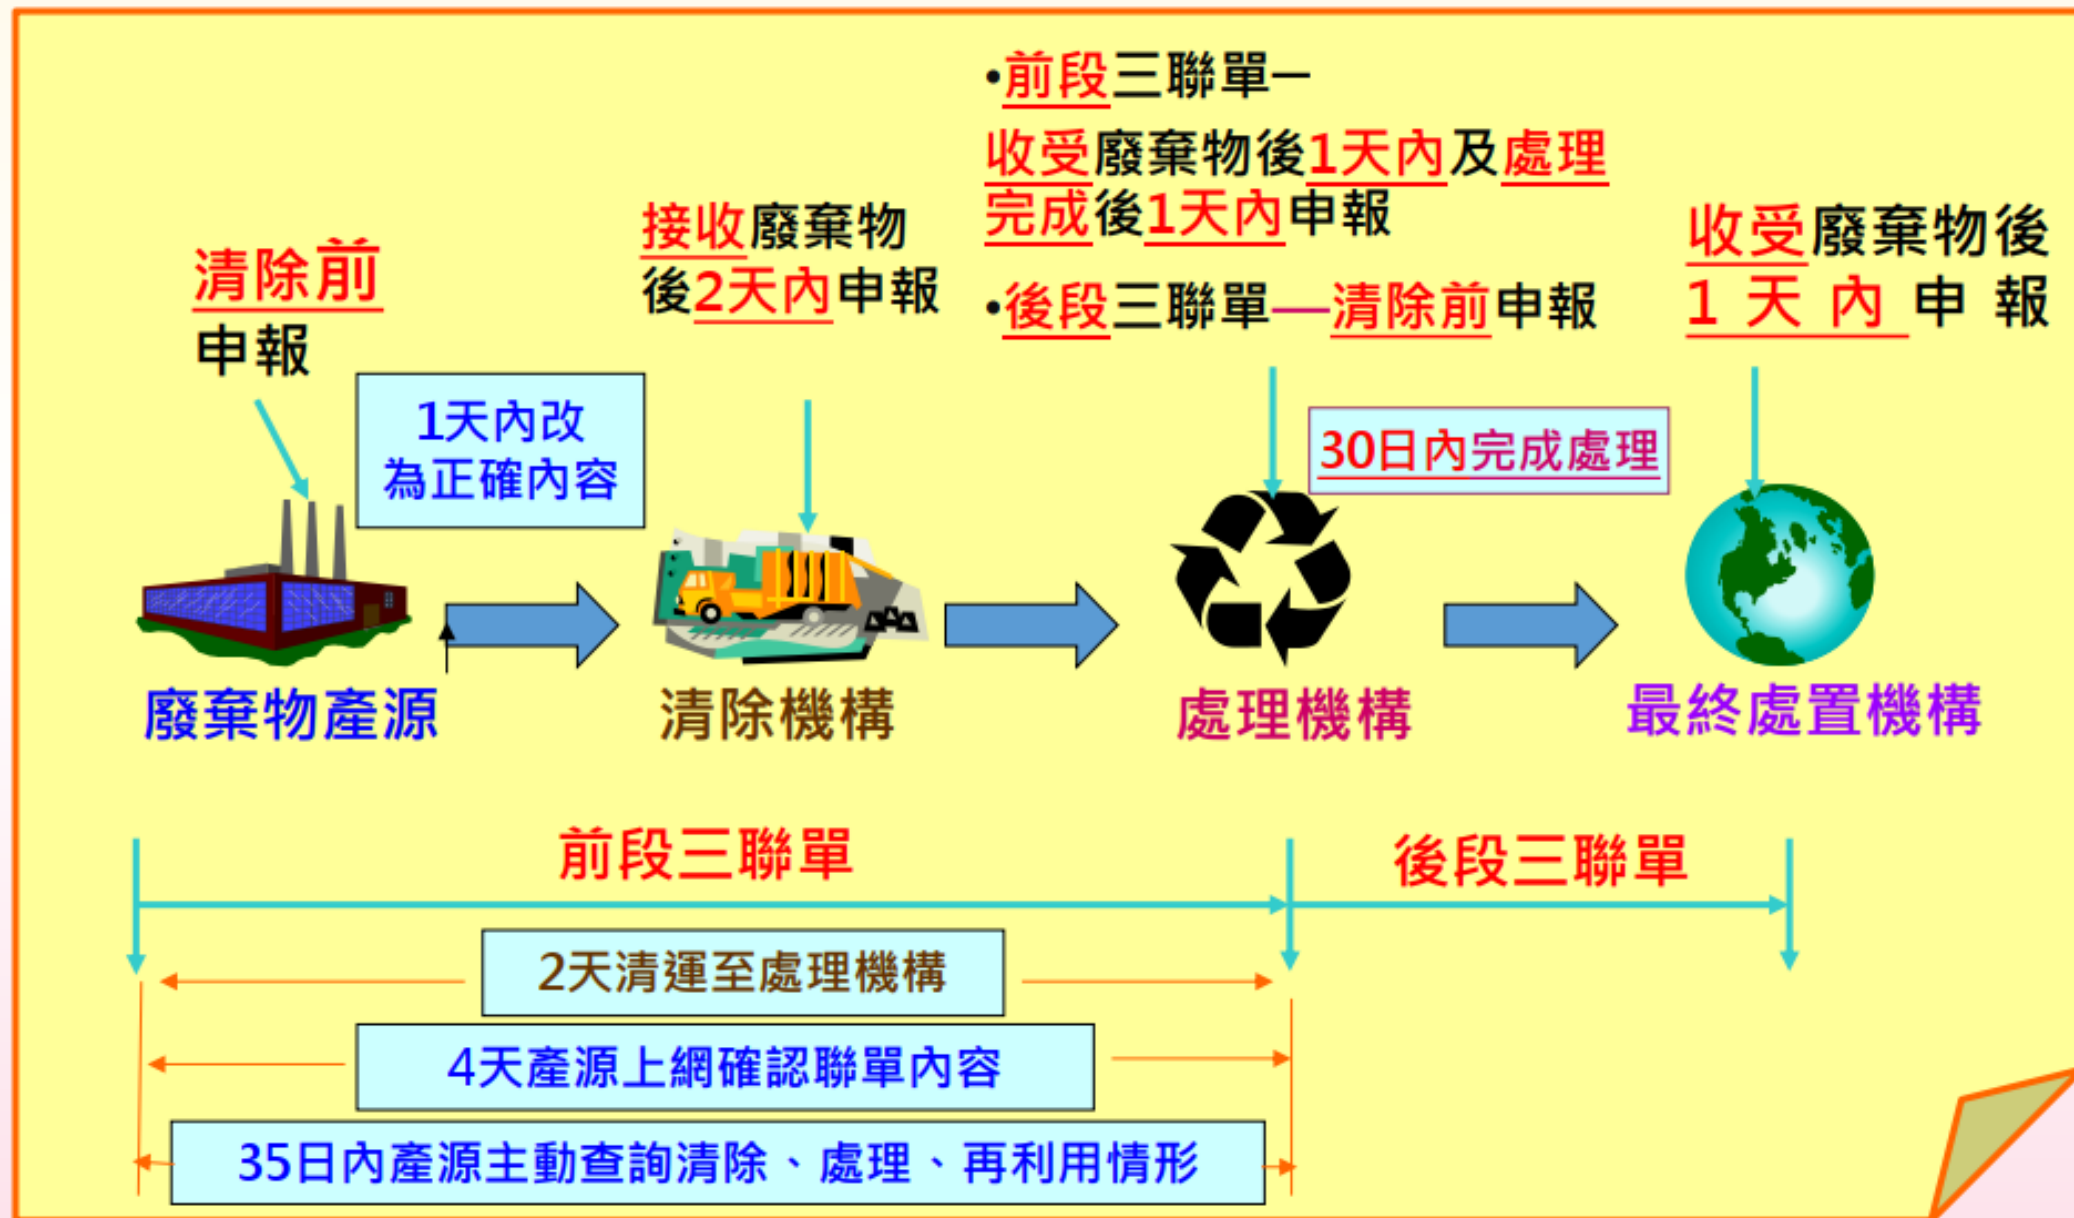 •前段三聯單─
收受廢棄物後1天內及處理
完成後1天內申報
•後段三聯單—清除前申報
清除前
申報
接收廢棄物
後2天內申報
收受廢棄物後
1天內申報
1天內改
為正確內容
30日內完成處理
廢棄物產源
清除機構
處理機構
最終處置機構
前段三聯單
後段三聯單
2天清運至處理機構
4天產源上網確認聯單內容
35日內產源主動查詢清除、處理、再利用情形